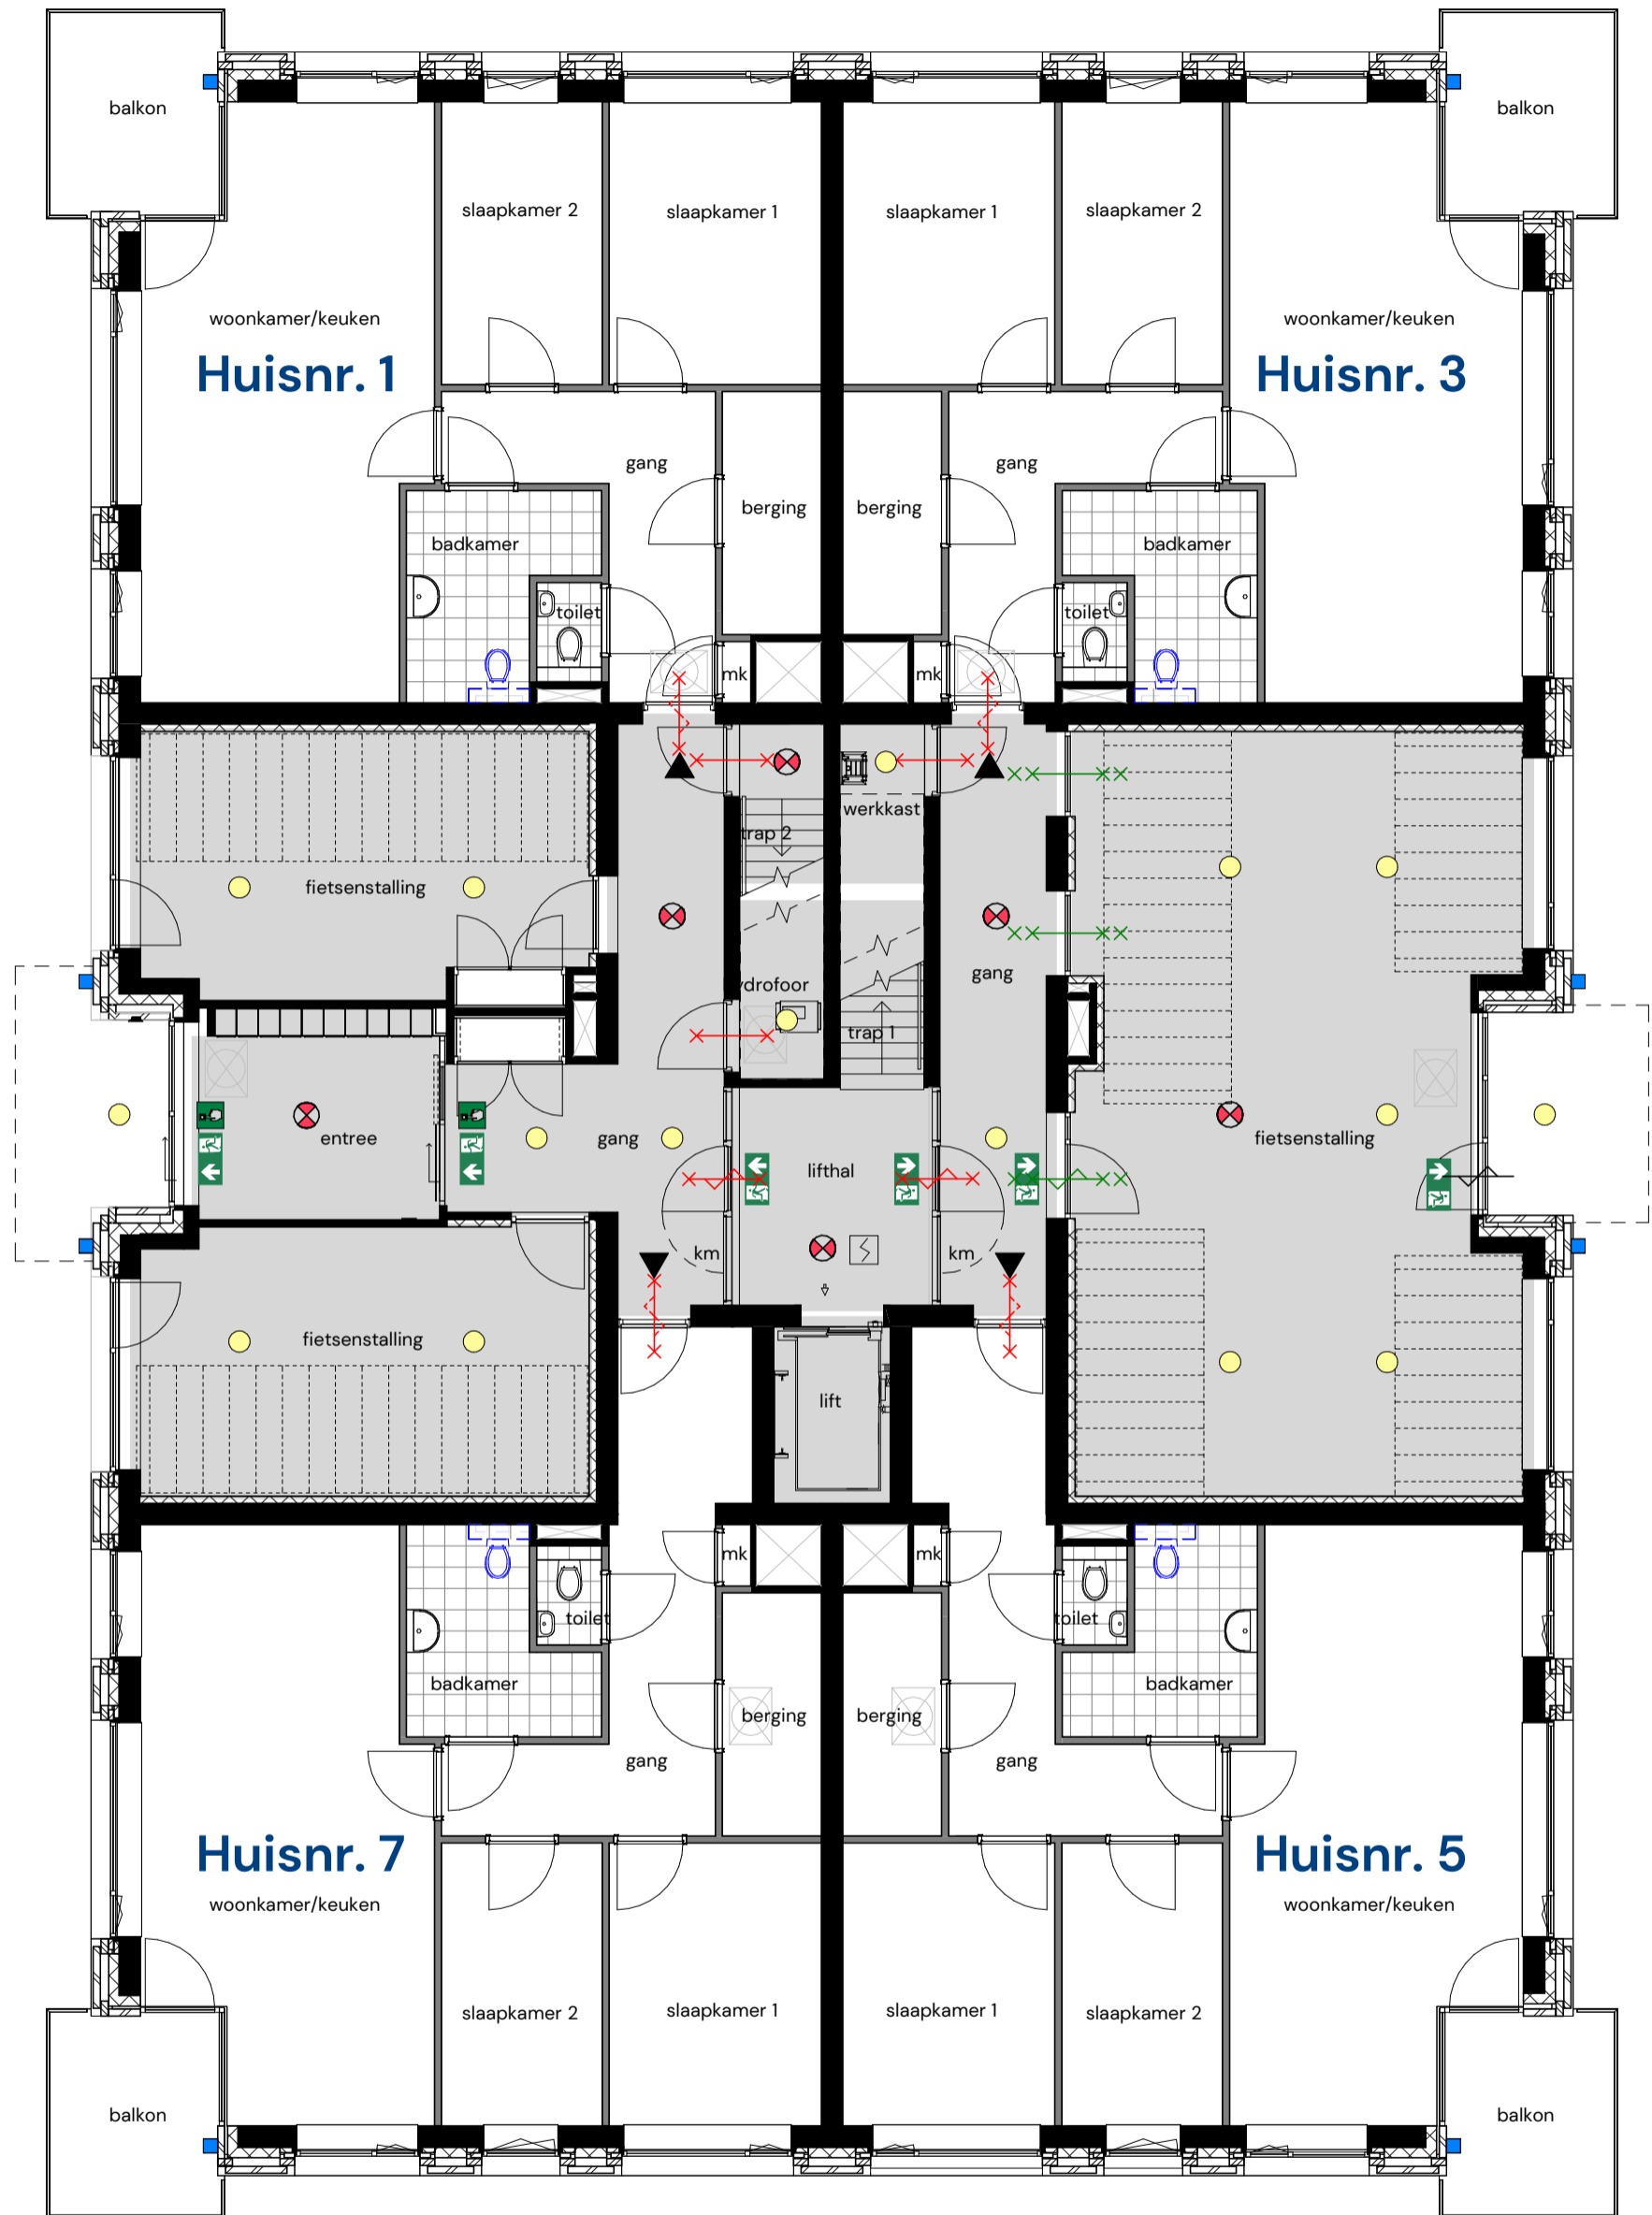 balkon
balkon
slaapkamer 2
slaapkamer 1
slaapkamer 1
slaapkamer 2
woonkamer/keuken
woonkamer/keuken
Huisnr. 1
Huisnr. 3
gang
gang
berging
berging
badkamer
badkamer
toilet
toilet
mk
mk
werkkast
trap 2
fietsenstalling
gang
ydrofoor
trap 1
entree
gang
fietsenstalling
lifthal
km
km
fietsenstalling
lift
mk
mk
toilet
toilet
badkamer
badkamer
berging
berging
gang
gang
Huisnr. 7
Huisnr. 5
woonkamer/keuken
woonkamer/keuken
slaapkamer 2
slaapkamer 1
slaapkamer 1
slaapkamer 2
balkon
balkon